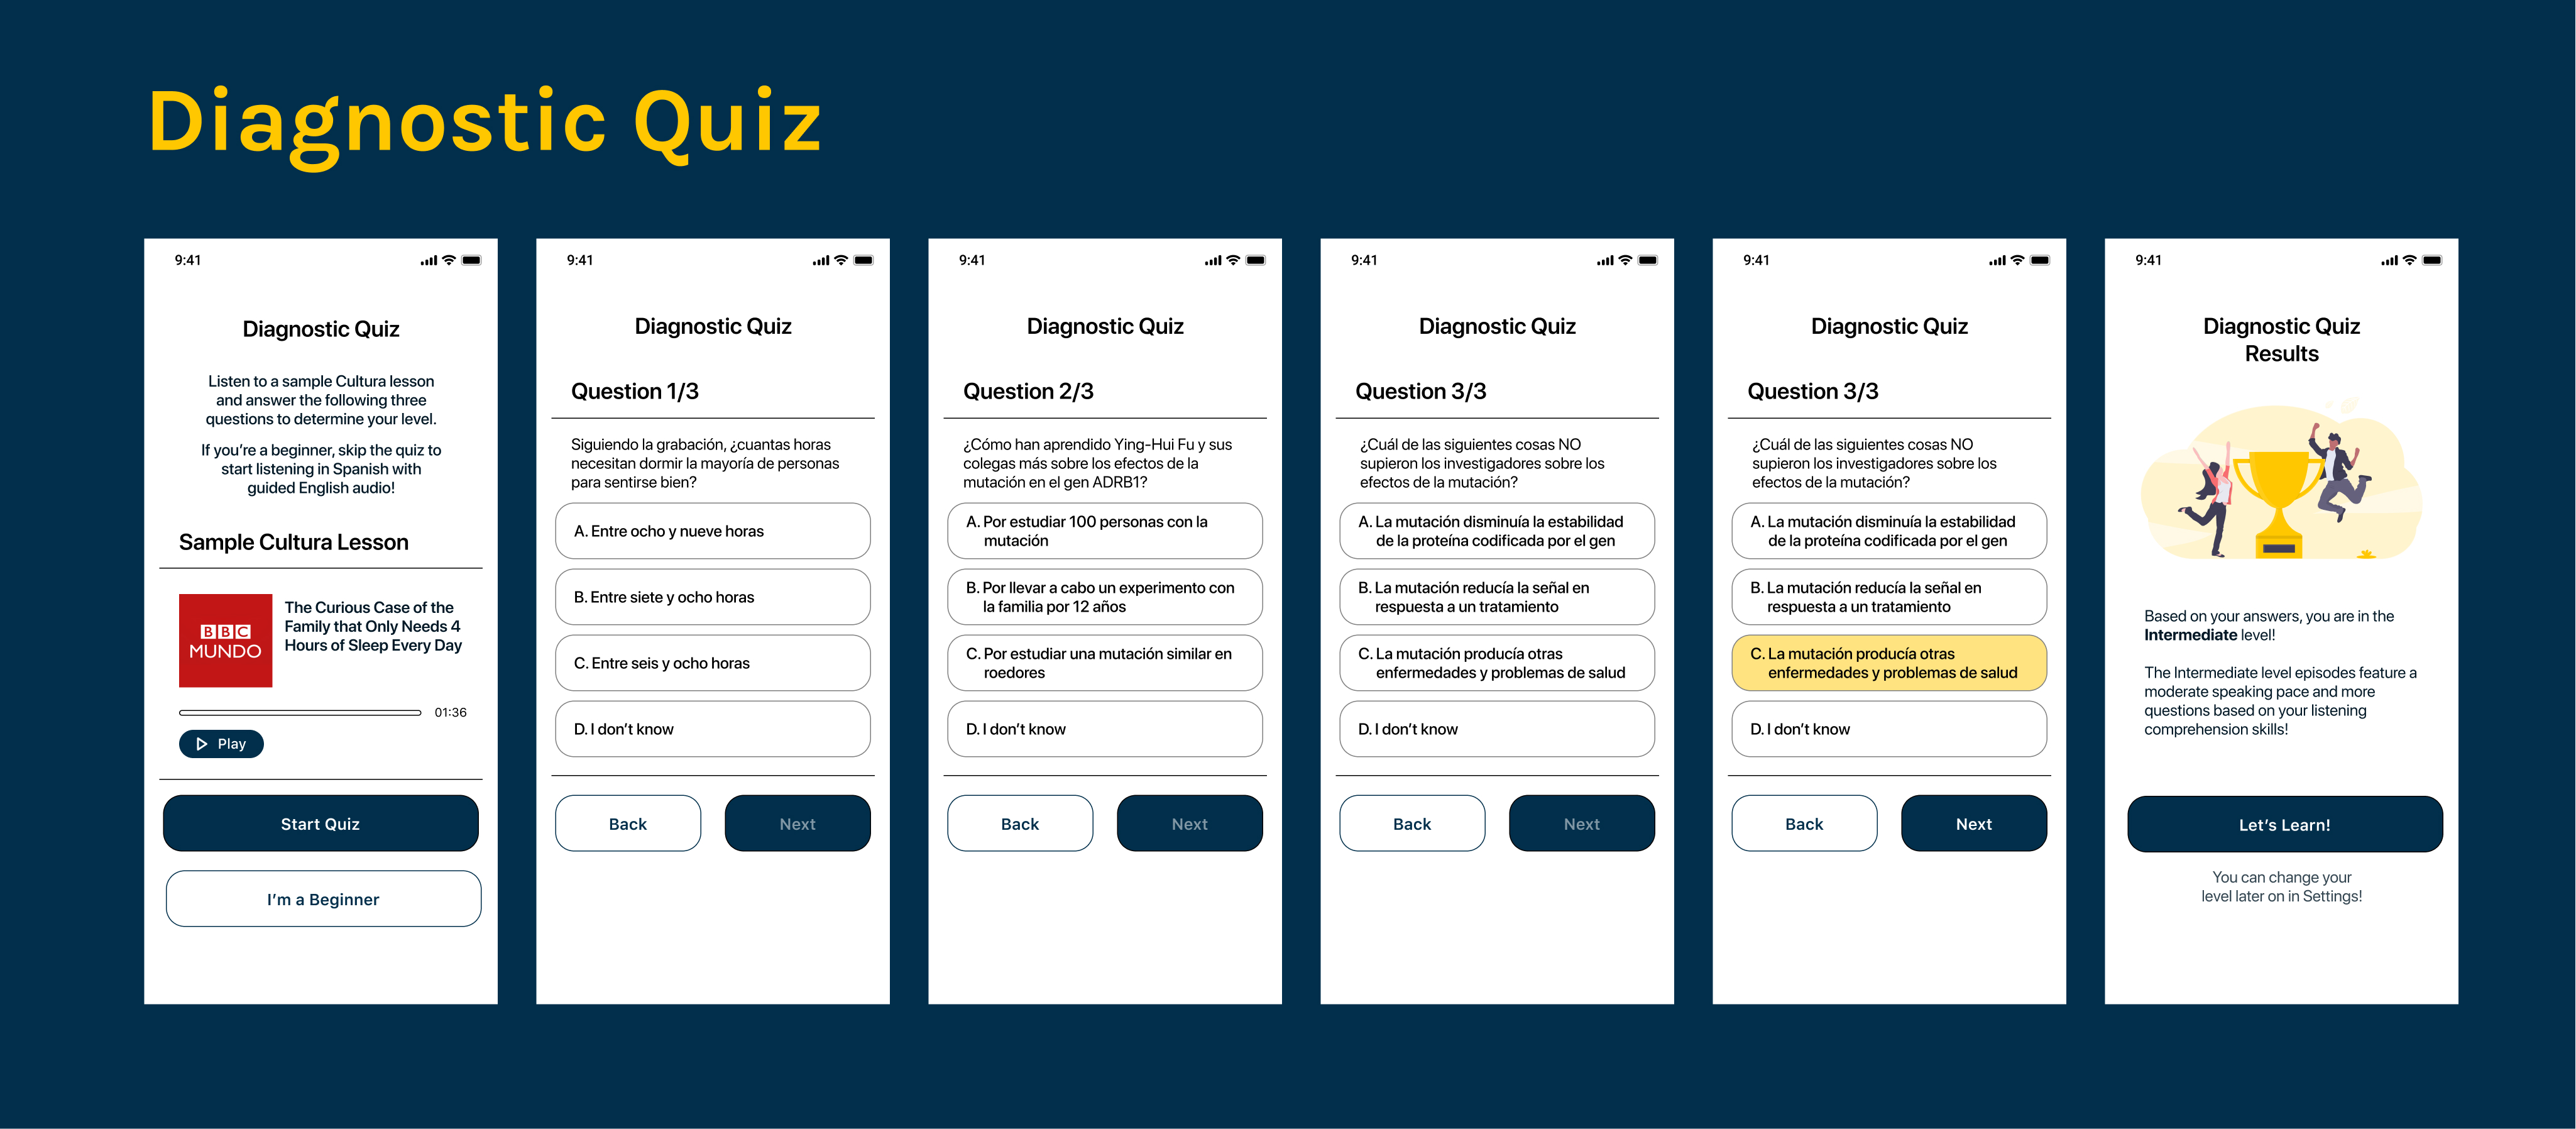 Diagnostic Quiz
9:41
Diagnostic Quiz
Listen to a sample Cultura lesson
and answer the following three
questions to determine your level.
If you're a beginner, skip the quiz to
start listening in Spanish with
guided English audio!
Sample Cultura Lesson
BBC
MUNDO
The Curious Case of the
Family that Only Needs 4
Hours of Sleep Every Day
01:36
Play
Start Quiz
I'm a Beginner
9:41
Diagnostic Quiz
Question 1/3
Siguiendo la grabación, ¿cuantas horas
necesitan dormir la mayoría de personas
para sentirse bien?
A. Entre ocho y nueve horas
B. Entre siete y ocho horas
C. Entre seis y ocho horas
D. I don't know
Back
Next
9:41
Diagnostic Quiz
Question 2/3
¿Cómo han aprendido Ying-Hui Fu y sus
colegas más sobre los efectos de la
mutación en el gen ADRB1?
A. Por estudiar 100 personas con la
mutación
B. Por llevar a cabo un experimento con
la familia por 12 años
C. Por estudiar una mutación similar en
roedores
D. I don't know
Back
Next
9:41
Diagnostic Quiz
Question 3/3
¿Cuál de las siguientes cosas NO
supieron los investigadores sobre los
efectos de la mutación?
A. La mutación disminuía la estabilidad
de la proteína codificada por el gen
B. La mutación reducía la señal en
respuesta a un tratamiento
C. La mutación producía otras
enfermedades y problemas de salud
D. I don't know
Back
Next
9:41
Diagnostic Quiz
Question 3/3
¿Cuál de las siguientes cosas NO
supieron los investigadores sobre los
efectos de la mutación?
A. La mutación disminuía la estabilidad
de la proteína codificada por el gen
B. La mutación reducía la señal en
respuesta a un tratamiento
C. La mutación producía otras
enfermedades y problemas de salud
D. I don't know
Back
Next
9:41
Diagnostic Quiz
Results
Based on your answers, you are in the
Intermediate level!
The Intermediate level episodes feature a
moderate speaking pace and more
questions based on your listening
comprehension skills!
Let's Learn!
You can change your
level later on in Settings!